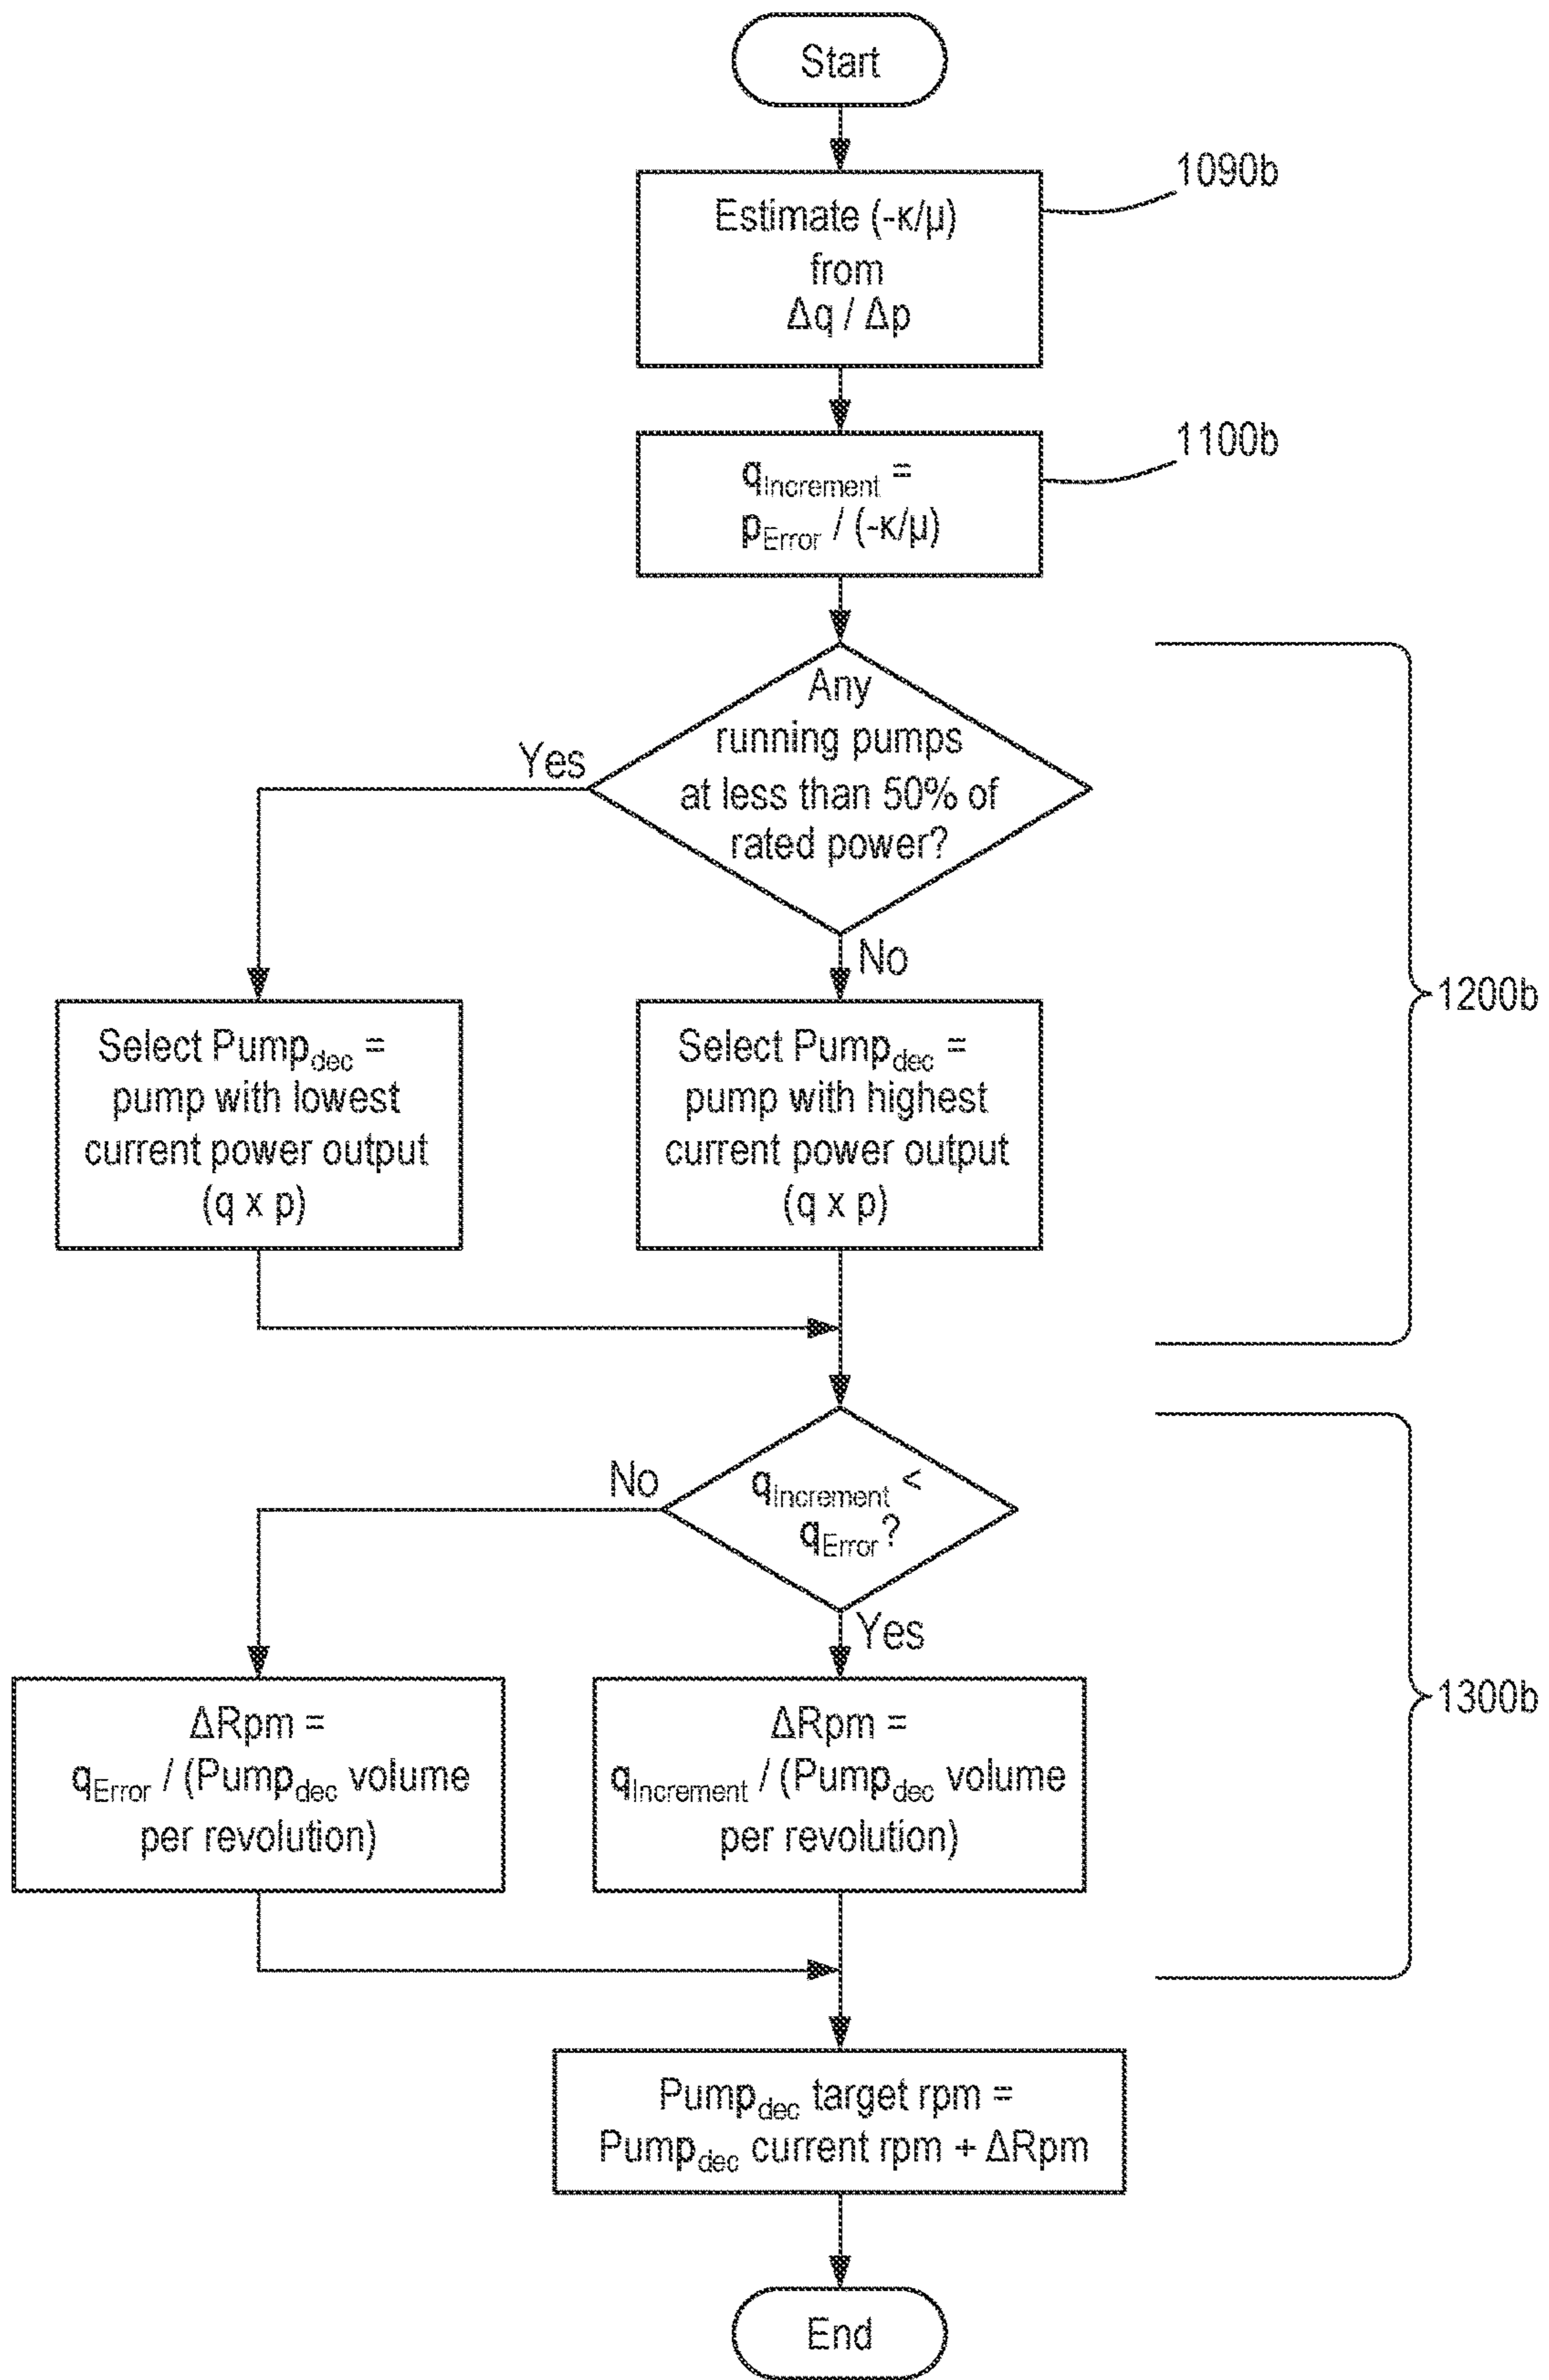 Start
1090b
Estimate (-κ/μ)
from
Δq / Δp
1100b
qIncrement =
pError / (-κ/μ)
Any
running pumps
at less than 50% of
rated power?
Yes
No
1200b
Select Pumpdec =
pump with lowest
current power output
(q x p)
Select Pumpdec =
pump with highest
current power output
(q x p)
qIncrement <
qError?
No
Yes
1300b
ΔRpm =
qError / (Pumpdec volume
per revolution)
ΔRpm =
qIncrement / (Pumpdec volume
per revolution)
Pumpdec target rpm =
Pumpdec current rpm + ΔRpm
End